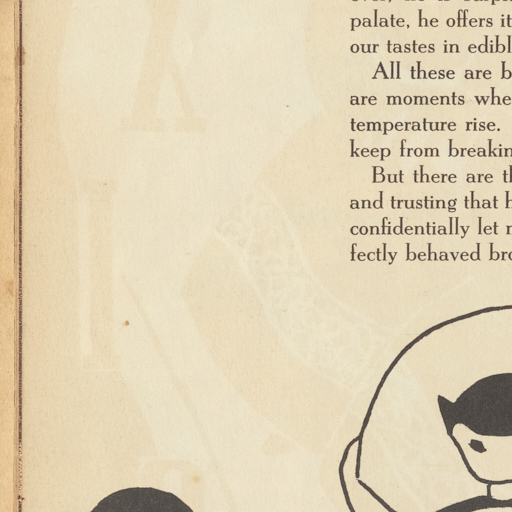 palate, he offers it
our tastes in edibl
All these are b
are moments whe
temperature rise.
keep from breakin
But there are th
and trusting that h
confidentially let
fectly behaved bro